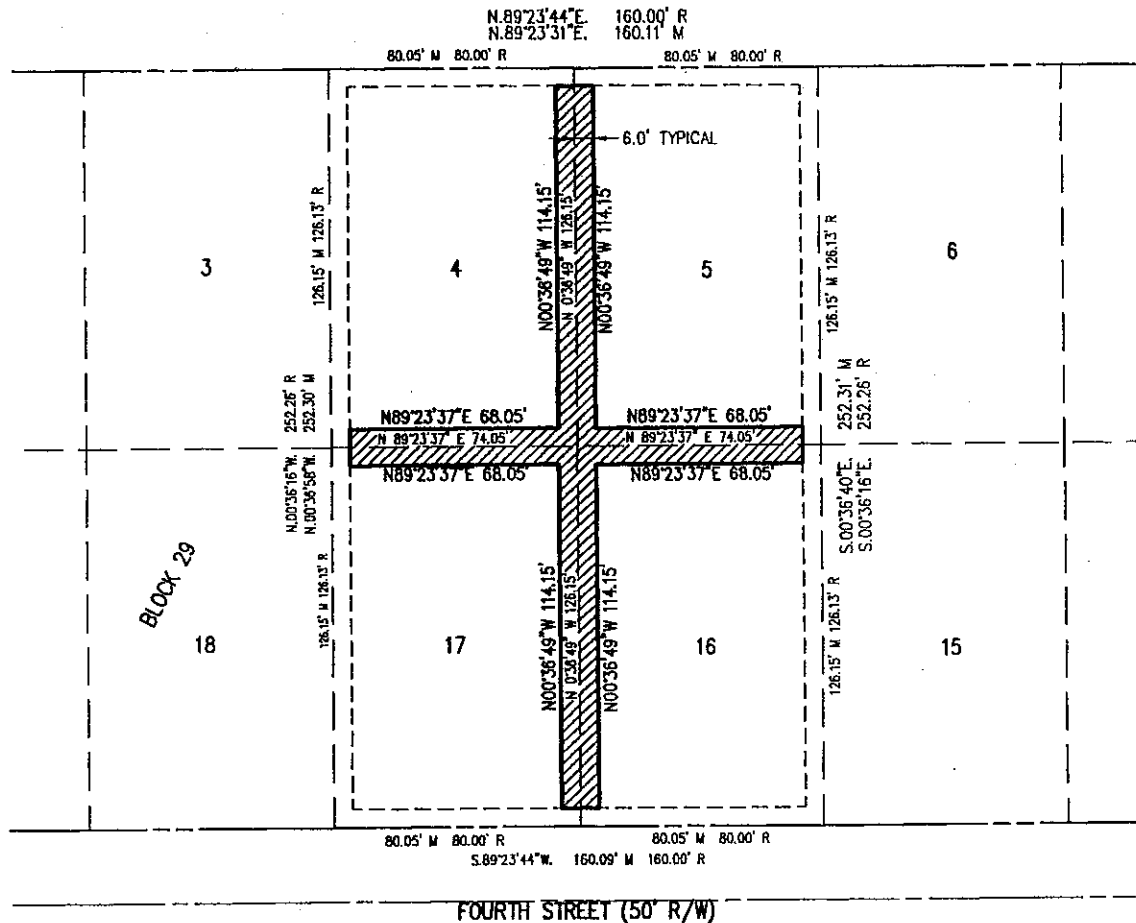 N.89°23'44"E. 160.00' R
N.89°23'31"E. 160.11' M
80.05' M 80.00' R
80.05' M 80.00' R
6.0' TYPICAL
126.15' M 126.13' R
N00°36'49"W 114.15'
N 0°36'49" W 126.15'
N00°36'49"W 114.15'
126.15' M 126.13' R
3
4
5
6
252.26' R
252.30' M
252.31' M
252.26' R
N89°23'37"E 68.05'
N89°23'37"E 68.05'
N 89°23'37" E 74.05'
N 89°23'37" E 74.05'
N89°23'37"E 68.05'
N89°23'37"E 68.05'
N.00°36'16"W.
N.00°36'58"W.
S.00°36'40"E.
S.00°36'16"E.
BLOCK 29
126.15' M 126.13' R
N00°36'49"W 114.15'
N 0°36'49" W 126.15'
N00°36'49"W 114.15'
126.15' M 126.13' R
18
17
16
15
80.05' M 80.00' R
80.05' M 80.00' R
S.89°23'44"W. 160.09' M 160.00' R
FOURTH STREET (50' R/W)